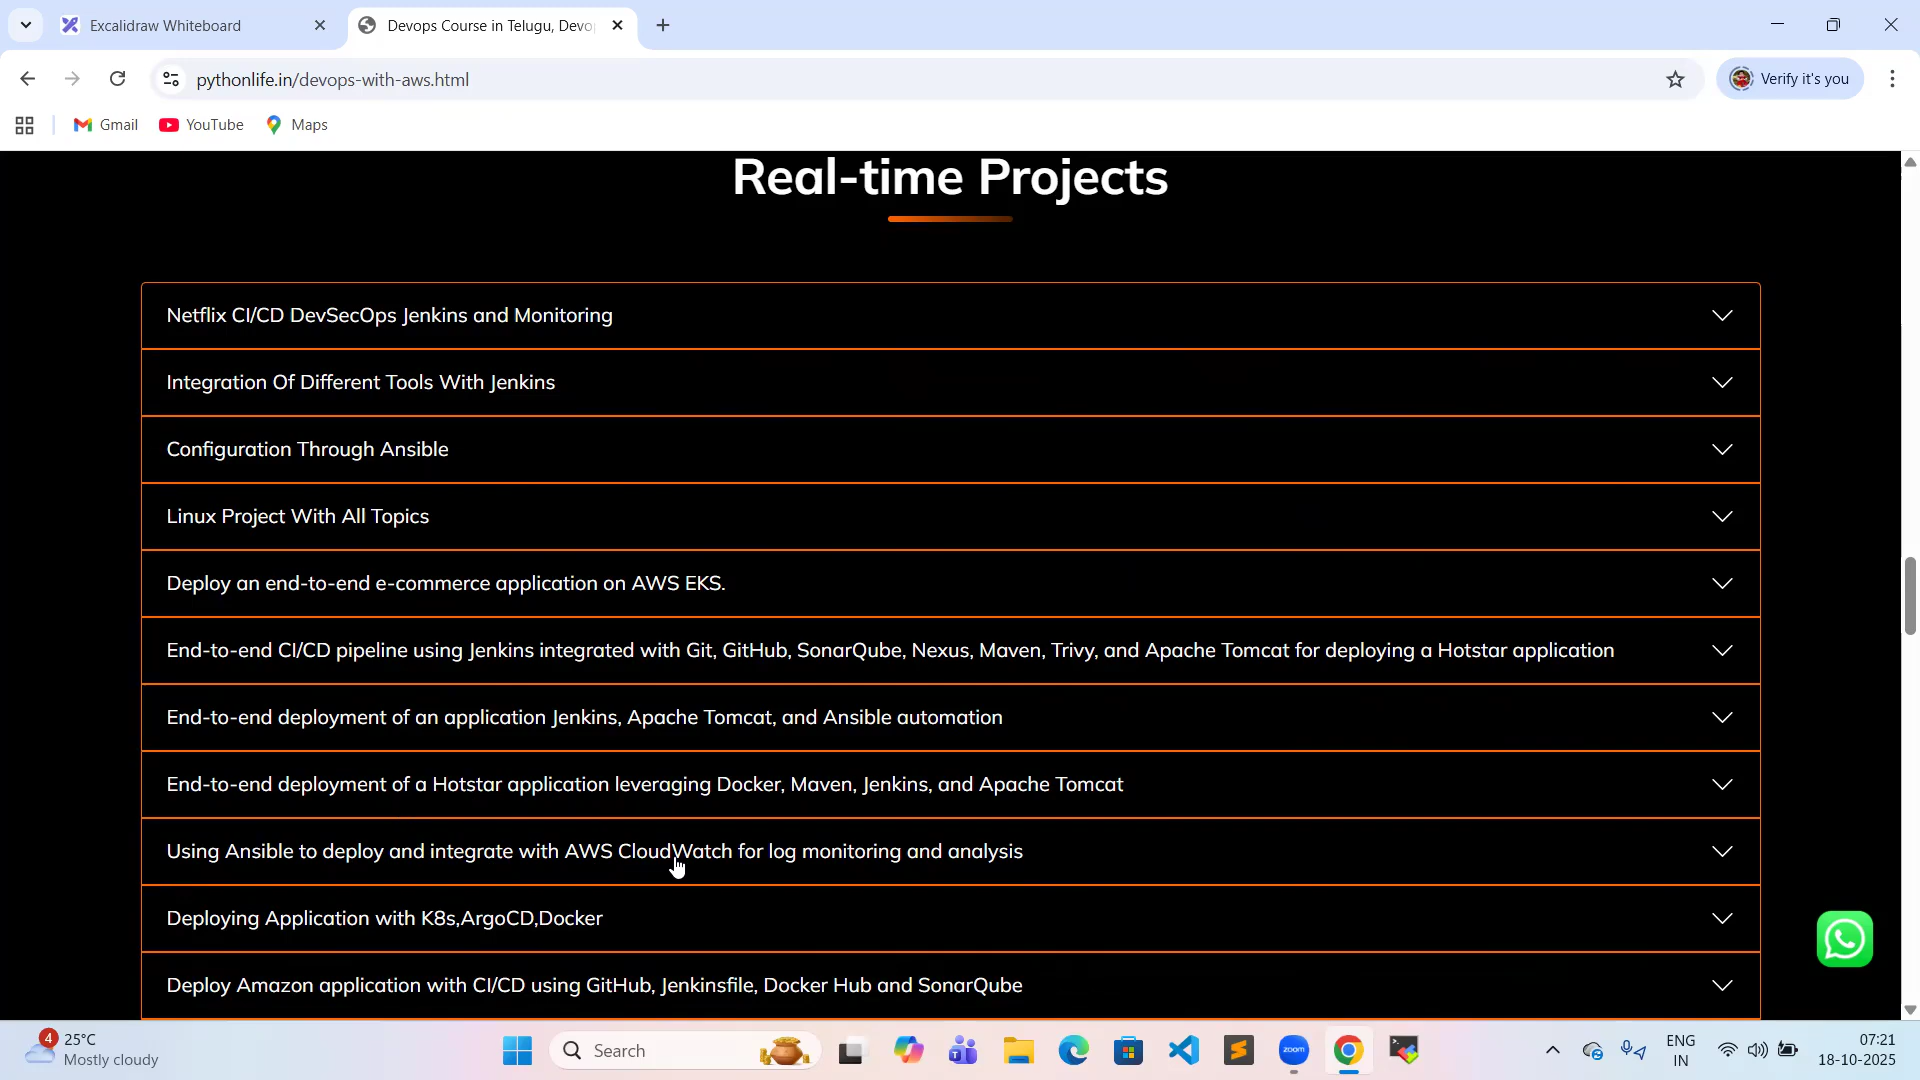 Excalidraw Whiteboard
Devops Course in Telugu, Devo
pythonlife.in/devops-with-aws.html
Verify it's you
Gmail
YouTube
Maps
Real-time Projects
Netflix CI/CD DevSecOps Jenkins and Monitoring
Integration Of Different Tools With Jenkins
Configuration Through Ansible
Linux Project With All Topics
Deploy an end-to-end e-commerce application on AWS EKS.
End-to-end CI/CD pipeline using Jenkins integrated with Git, GitHub, SonarQube, Nexus, Maven, Trivy, and Apache Tomcat for deploying a Hotstar application
End-to-end deployment of an application Jenkins, Apache Tomcat, and Ansible automation
End-to-end deployment of a Hotstar application leveraging Docker, Maven, Jenkins, and Apache Tomcat
Using Ansible to deploy and integrate with AWS CloudWatch for log monitoring and analysis
Deploying Application with K8s,ArgoCD,Docker
Deploy Amazon application with CI/CD using GitHub, Jenkinsfile, Docker Hub and SonarQube
4
25°C
Mostly cloudy
Search
zoom
ENG
IN
07:21
18-10-2025